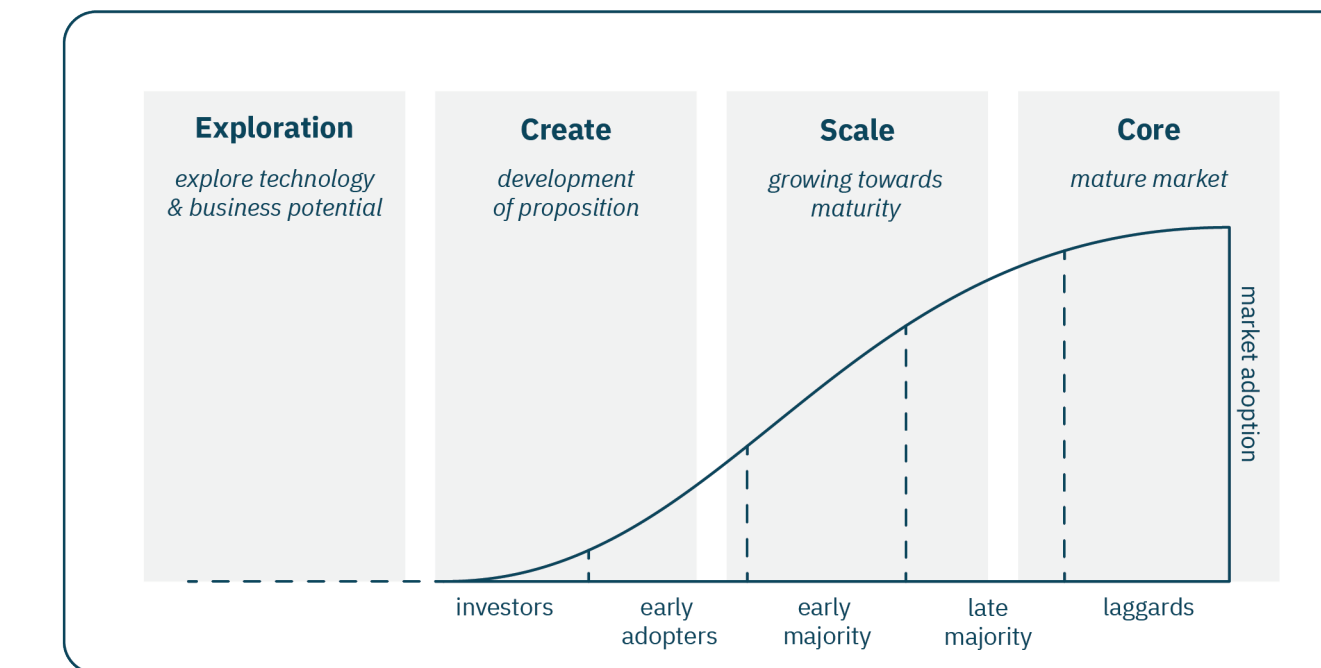 Exploration
explore technology
& business potential
Create
development
of proposition
Scale
growing towards
maturity
Core
mature market
market adoption
investors
early
adopters
early
majority
late
majority
laggards